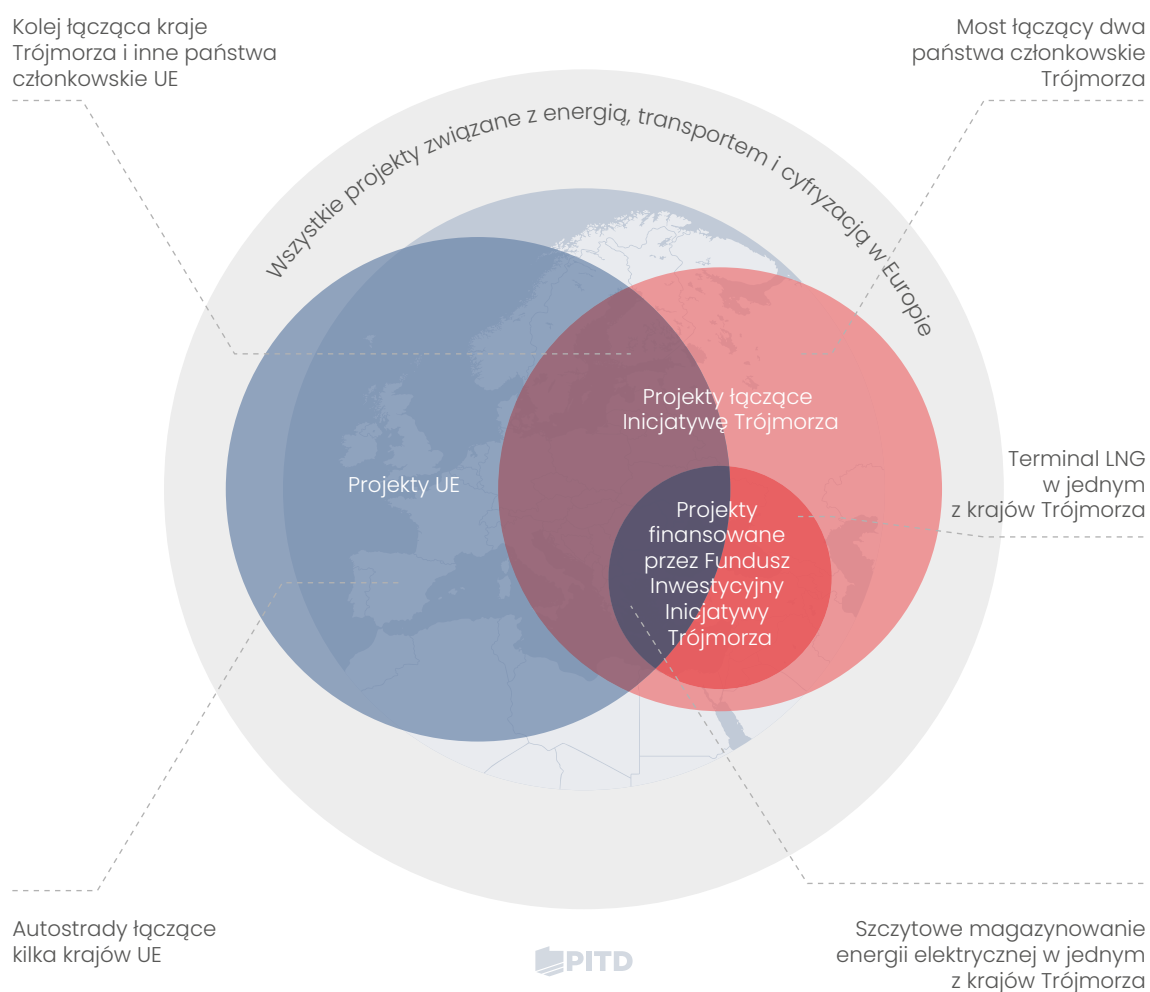 Kolej łącząca kraje
Trójmorza i inne państwa
członkowskie UE
Most łączący dwa
państwa członkowskie
Trójmorza
Wszystkie projekty związane z energią, transportem i cyfryzacją w Europie
Projekty łączące
Inicjatywę Trójmorza
Projekty UE
Terminal LNG
w jednym
z krajów Trójmorza
Projekty
finansowane
przez Fundusz
Inwestycyjny
Inicjatywy
Trójmorza
Autostrady łączące
kilka krajów UE
PITD
Szczytowe magazynowanie
energii elektrycznej w jednym
z krajów Trójmorza